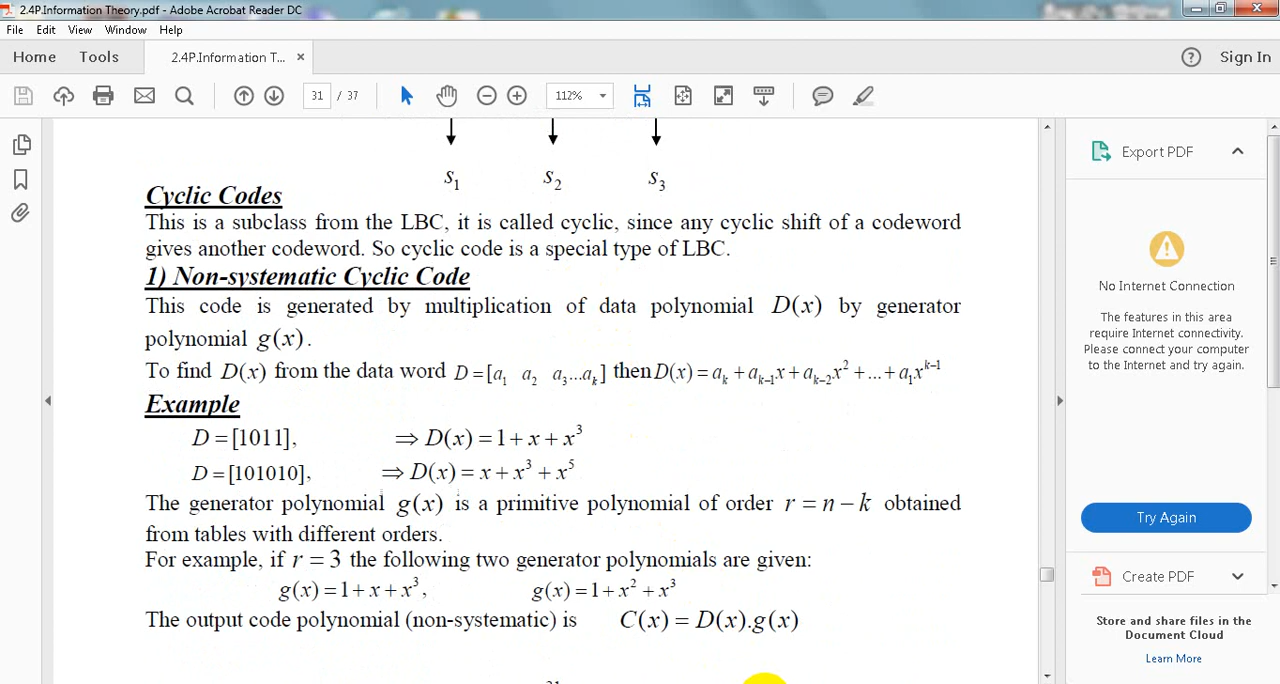 2.4P.Information Theory.pdf - Adobe Acrobat Reader DC
File Edit View Window Help
Home Tools 2.4P.Information T... × Sign In
31 / 37 112%
s₁ s₂ s₃
Cyclic Codes
This is a subclass from the LBC, it is called cyclic, since any cyclic shift of a codeword
gives another codeword. So cyclic code is a special type of LBC.
1) Non-systematic Cyclic Code
This code is generated by multiplication of data polynomial D(x) by generator
polynomial g(x).
To find D(x) from the data word D=[a₁ a₂ a₃...aₖ] then D(x)=aₖ+aₖ₋₁x+aₖ₋₂x²+...+a₁xᵏ⁻¹
Example
D=[1011], ⇒ D(x)=1+x+x³
D=[101010], ⇒ D(x)=x+x³+x⁵
The generator polynomial g(x) is a primitive polynomial of order r=n−k obtained
from tables with different orders.
For example, if r=3 the following two generator polynomials are given:
g(x)=1+x+x³, g(x)=1+x²+x³
The output code polynomial (non-systematic) is C(x)=D(x).g(x)
Export PDF
No Internet Connection
The features in this area
require Internet connectivity.
Please connect your computer
to the Internet and try again.
Try Again
Create PDF
Store and share files in the
Document Cloud
Learn More